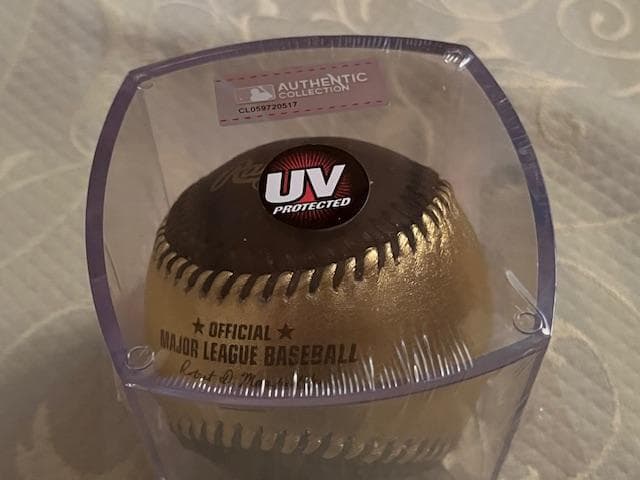 AUTHENTIC
COLLECTION
CL059720517
UV
PROTECTED
★ OFFICIAL ★
MAJOR LEAGUE BASEBALL